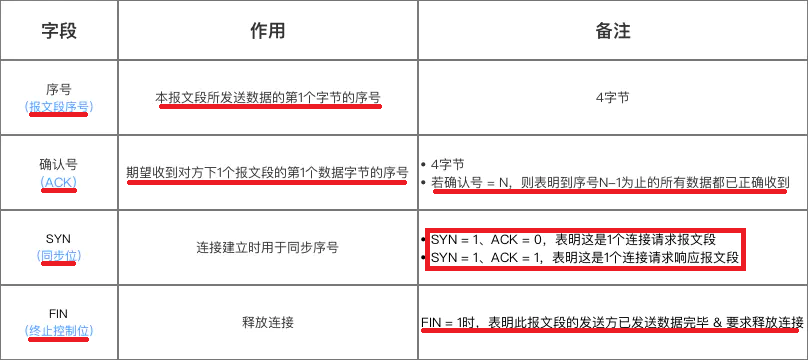 字段
作用
备注
序号
(报文段序号)
本报文段所发送数据的第1个字节的序号
4字节
确认号
(ACK)
期望收到对方下1个报文段的第1个数据字节的序号
• 4字节
• 若确认号 = N，则表明到序号N-1为止的所有数据都已正确收到
SYN
(同步位)
连接建立时用于同步序号
• SYN = 1、ACK = 0，表明这是1个连接请求报文段
• SYN = 1、ACK = 1，表明这是1个连接请求响应报文段
FIN
(终止控制位)
释放连接
FIN = 1时，表明此报文段的发送方已发送数据完毕 & 要求释放连接